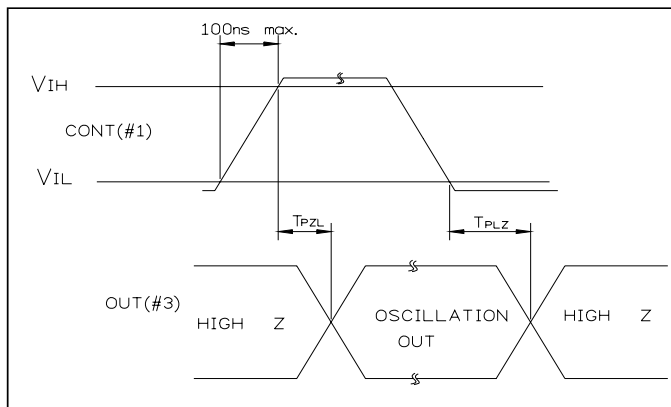 100ns max.
VIH
CONT(#1)
VIL
TPZL
TPLZ
OUT(#3)
HIGH Z
OSCILLATION
OUT
HIGH Z